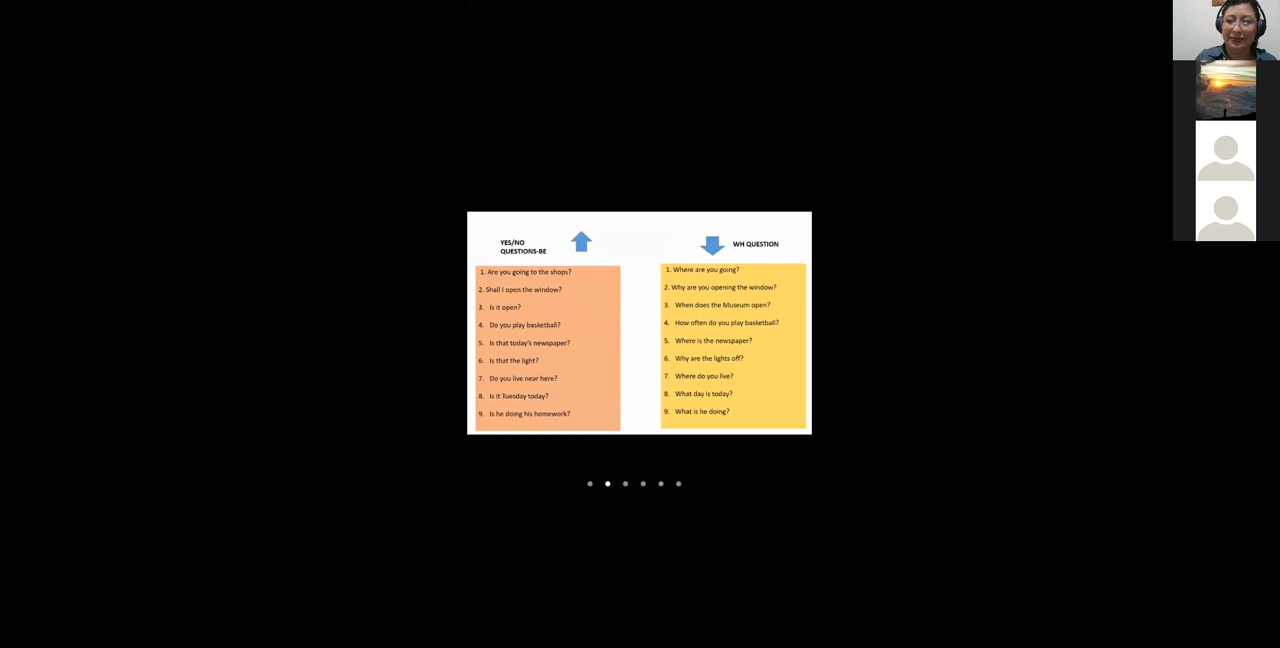 YES/NO
QUESTIONS-BE
1. Are you going to the shops?
2. Shall I open the window?
3. Is it open?
4. Do you play basketball?
5. Is that today's newspaper?
6. Is that the light?
7. Do you live near here?
8. Is it Tuesday today?
9. Is he doing his homework?
WH QUESTION
1. Where are you going?
2. Why are you opening the window?
3. When does the Museum open?
4. How often do you play basketball?
5. Where is the newspaper?
6. Why are the lights off?
7. Where do you live?
8. What day is today?
9. What is he doing?